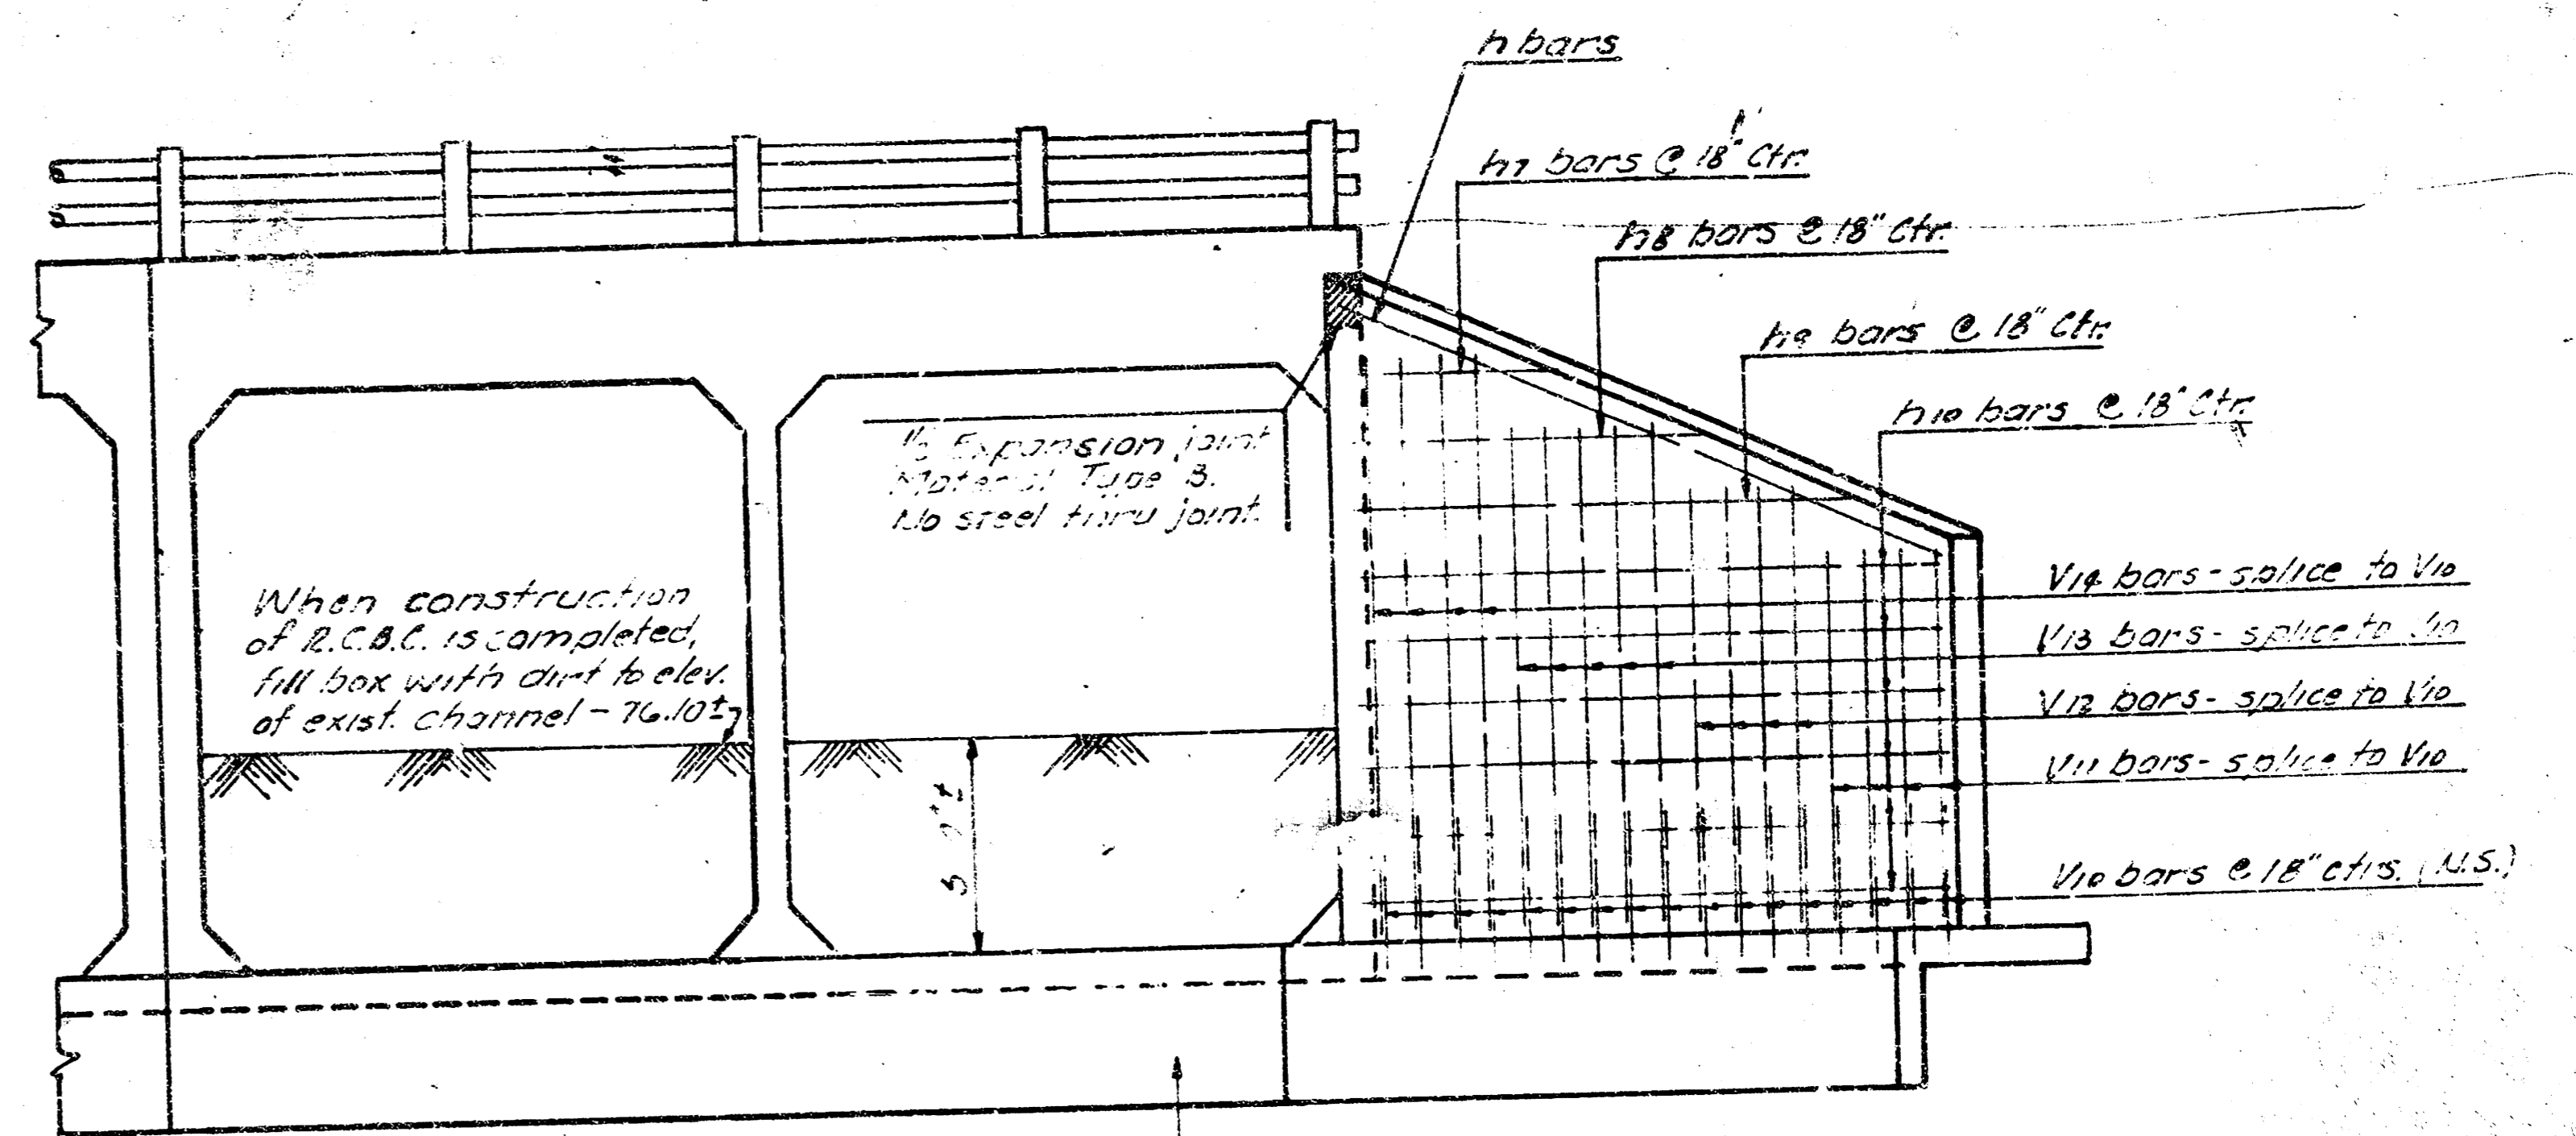 h bars
h7 bars @ 18" Ctr.
h8 bars @ 18" Ctr.
h9 bars @ 18" Ctr.
h10 bars @ 18" Ctr.
Expansion joint
Material Type B.
No steel thru joint.
When construction
of R.C.B.C. is completed,
fill box with dirt to elev.
of exist. channel - 76.10±
V14 bars - splice to V10
V13 bars - splice to V10
V12 bars - splice to V10
V11 bars - splice to V10
V10 bars @ 18" ctrs. (N.S.)